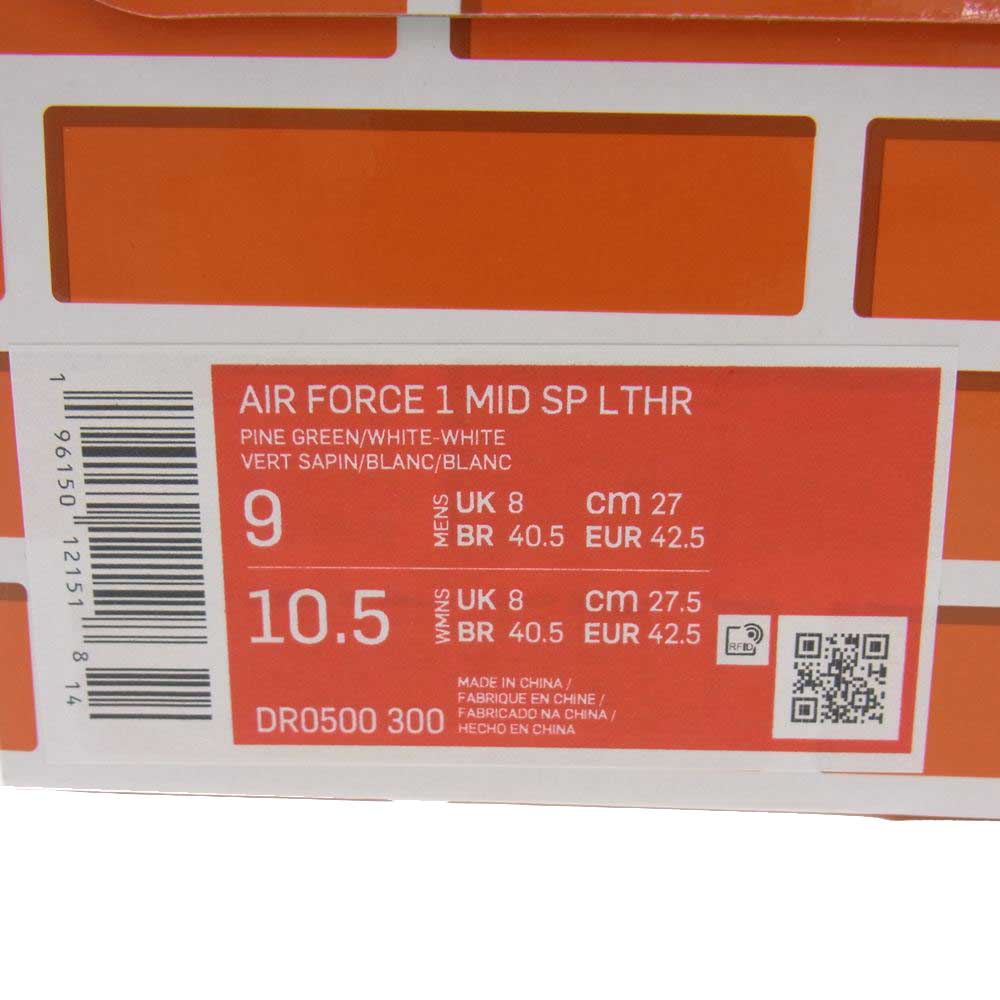 AIR FORCE 1 MID SP LTHR
PINE GREEN/WHITE-WHITE
VERT SAPIN/BLANC/BLANC
9 MENS UK 8 cm 27
BR 40.5 EUR 42.5
10.5 WMNS UK 8 cm 27.5
BR 40.5 EUR 42.5
RFID
DR0500 300
MADE IN CHINA /
FABRIQUE EN CHINE /
FABRICADO NA CHINA /
HECHO EN CHINA
1 96150 12151 8 14